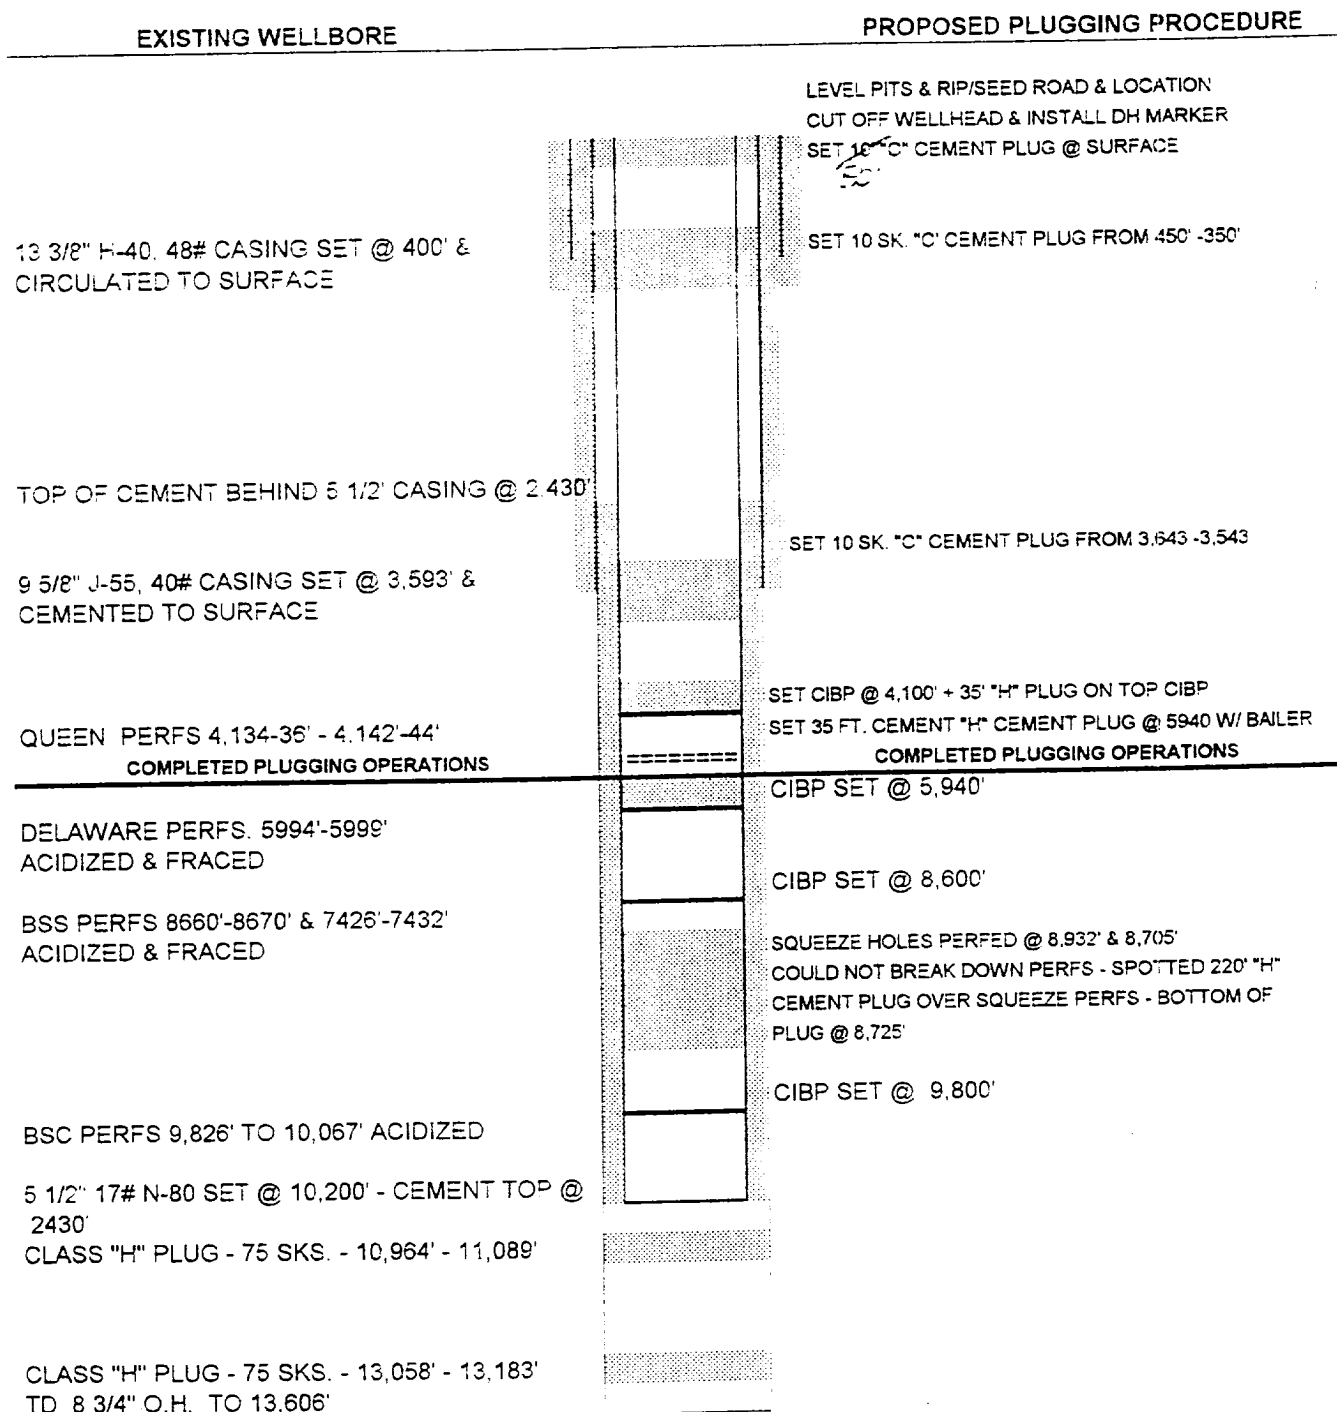 EXISTING WELLBORE
PROPOSED PLUGGING PROCEDURE
LEVEL PITS & RIP/SEED ROAD & LOCATION
CUT OFF WELLHEAD & INSTALL DH MARKER
SET 10 "C" CEMENT PLUG @ SURFACE
13 3/8" H-40, 48# CASING SET @ 400' &
CIRCULATED TO SURFACE
SET 10 SK. "C' CEMENT PLUG FROM 450' -350'
TOP OF CEMENT BEHIND 5 1/2' CASING @ 2,430'
SET 10 SK. "C" CEMENT PLUG FROM 3,643 -3,543
9 5/8" J-55, 40# CASING SET @ 3,593' &
CEMENTED TO SURFACE
SET CIBP @ 4,100' + 35' "H" PLUG ON TOP CIBP
SET 35 FT. CEMENT "H" CEMENT PLUG @ 5940 W/ BAILER
QUEEN PERFS 4,134-36' - 4,142'-44'
COMPLETED PLUGGING OPERATIONS
COMPLETED PLUGGING OPERATIONS
CIBP SET @ 5,940'
DELAWARE PERFS. 5994'-5999'
ACIDIZED & FRACED
CIBP SET @ 8,600'
BSS PERFS 8660'-8670' & 7426'-7432'
ACIDIZED & FRACED
SQUEEZE HOLES PERFED @ 8,932' & 8,705'
COULD NOT BREAK DOWN PERFS - SPOTTED 220' "H"
CEMENT PLUG OVER SQUEEZE PERFS - BOTTOM OF
PLUG @ 8,725'
CIBP SET @ 9,800'
BSC PERFS 9,826' TO 10,067' ACIDIZED
5 1/2" 17# N-80 SET @ 10,200' - CEMENT TOP @
2430'
CLASS "H" PLUG - 75 SKS. - 10,964' - 11,089'
CLASS "H" PLUG - 75 SKS. - 13,058' - 13,183'
TD 8 3/4" O.H. TO 13,606'